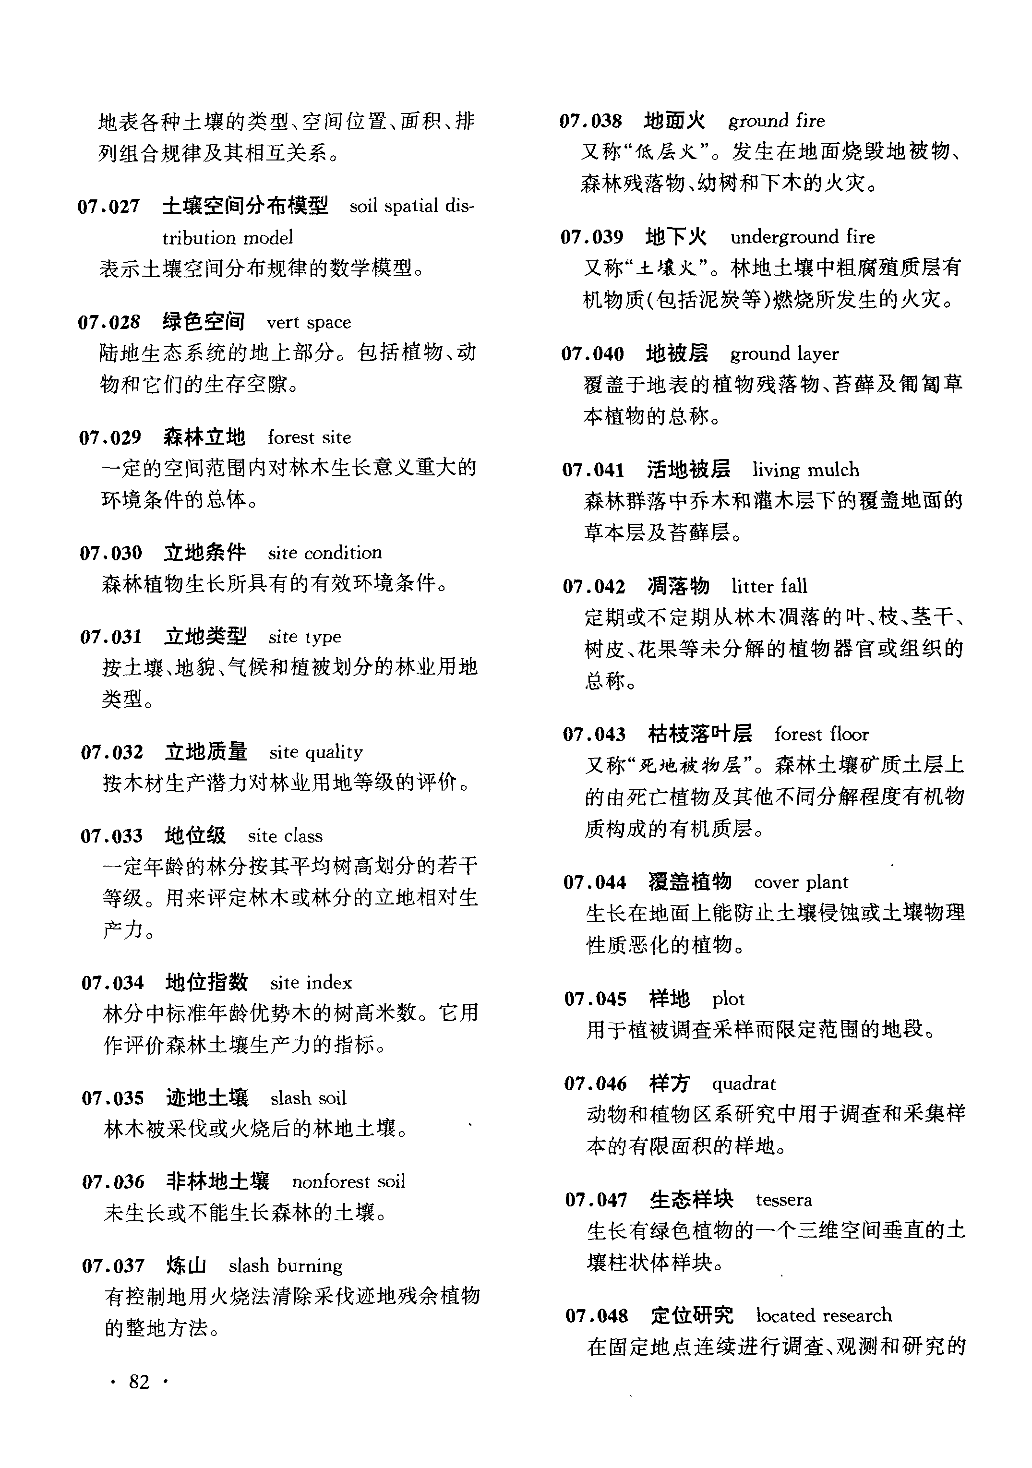 地表各种土壤的类型、空间位置、面积、排
列组合规律及其相互关系。
07.027 土壤空间分布模型 soil spatial dis-
tribution model
表示土壤空间分布规律的数学模型。
07.028 绿色空间 vert space
陆地生态系统的地上部分。包括植物、动
物和它们的生存空隙。
07.029 森林立地 forest site
一定的空间范围内对林木生长意义重大的
环境条件的总体。
07.030 立地条件 site condition
森林植物生长所具有的有效环境条件。
07.031 立地类型 site type
按土壤、地貌、气候和植被划分的林业用地
类型。
07.032 立地质量 site quality
按木材生产潜力对林业用地等级的评价。
07.033 地位级 site class
一定年龄的林分按其平均树高划分的若干
等级。用来评定林木或林分的立地相对生
产力。
07.034 地位指数 site index
林分中标准年龄优势木的树高米数。它用
作评价森林土壤生产力的指标。
07.035 迹地土壤 slash soil
林木被采伐或火烧后的林地土壤。
07.036 非林地土壤 nonforest soil
未生长或不能生长森林的土壤。
07.037 炼山 slash burning
有控制地用火烧法清除采伐迹地残余植物
的整地方法。
· 82 ·
07.038 地面火 ground fire
又称“低层火”。发生在地面烧毁地被物、
森林残落物、幼树和下木的火灾。
07.039 地下火 underground fire
又称“土壤火”。林地土壤中粗腐殖质层有
机物质(包括泥炭等)燃烧所发生的火灾。
07.040 地被层 ground layer
覆盖于地表的植物残落物、苔藓及匍匐草
本植物的总称。
07.041 活地被层 living mulch
森林群落中乔木和灌木层下的覆盖地面的
草本层及苔藓层。
07.042 凋落物 litter fall
定期或不定期从林木凋落的叶、枝、茎干、
树皮、花果等未分解的植物器官或组织的
总称。
07.043 枯枝落叶层 forest floor
又称“死地被物层”。森林土壤矿质土层上
的由死亡植物及其他不同分解程度有机物
质构成的有机质层。
07.044 覆盖植物 cover plant
生长在地面上能防止土壤侵蚀或土壤物理
性质恶化的植物。
07.045 样地 plot
用于植被调查采样而限定范围的地段。
07.046 样方 quadrat
动物和植物区系研究中用于调查和采集样
本的有限面积的样地。
07.047 生态样块 tessera
生长有绿色植物的一个三维空间垂直的土
壤柱状体样块。
07.048 定位研究 located research
在固定地点连续进行调查、观测和研究的